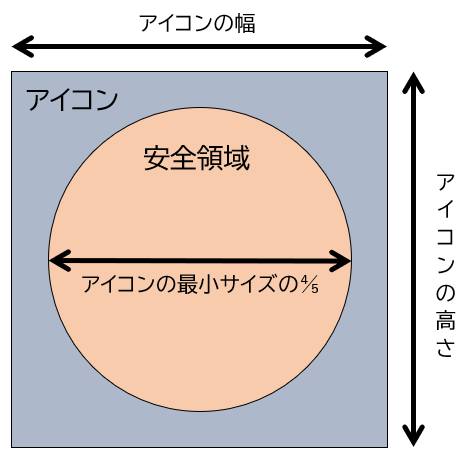 アイコンの幅
アイコン
安全領域
アイコンの最小サイズの⅘
アイコンの高さ